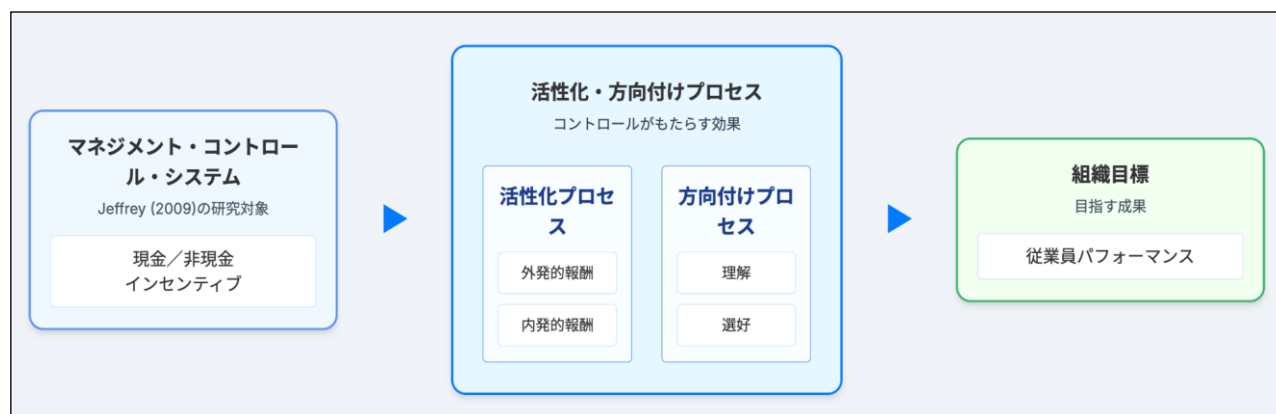 マネジメント・コントロー
ル・システム
Jeffrey (2009)の研究対象
現金／非現金
インセンティブ
活性化・方向付けプロセス
コントロールがもたらす効果
活性化プロセ
ス
外発的報酬
内発的報酬
方向付けプロ
セス
理解
選好
組織目標
目指す成果
従業員パフォーマンス